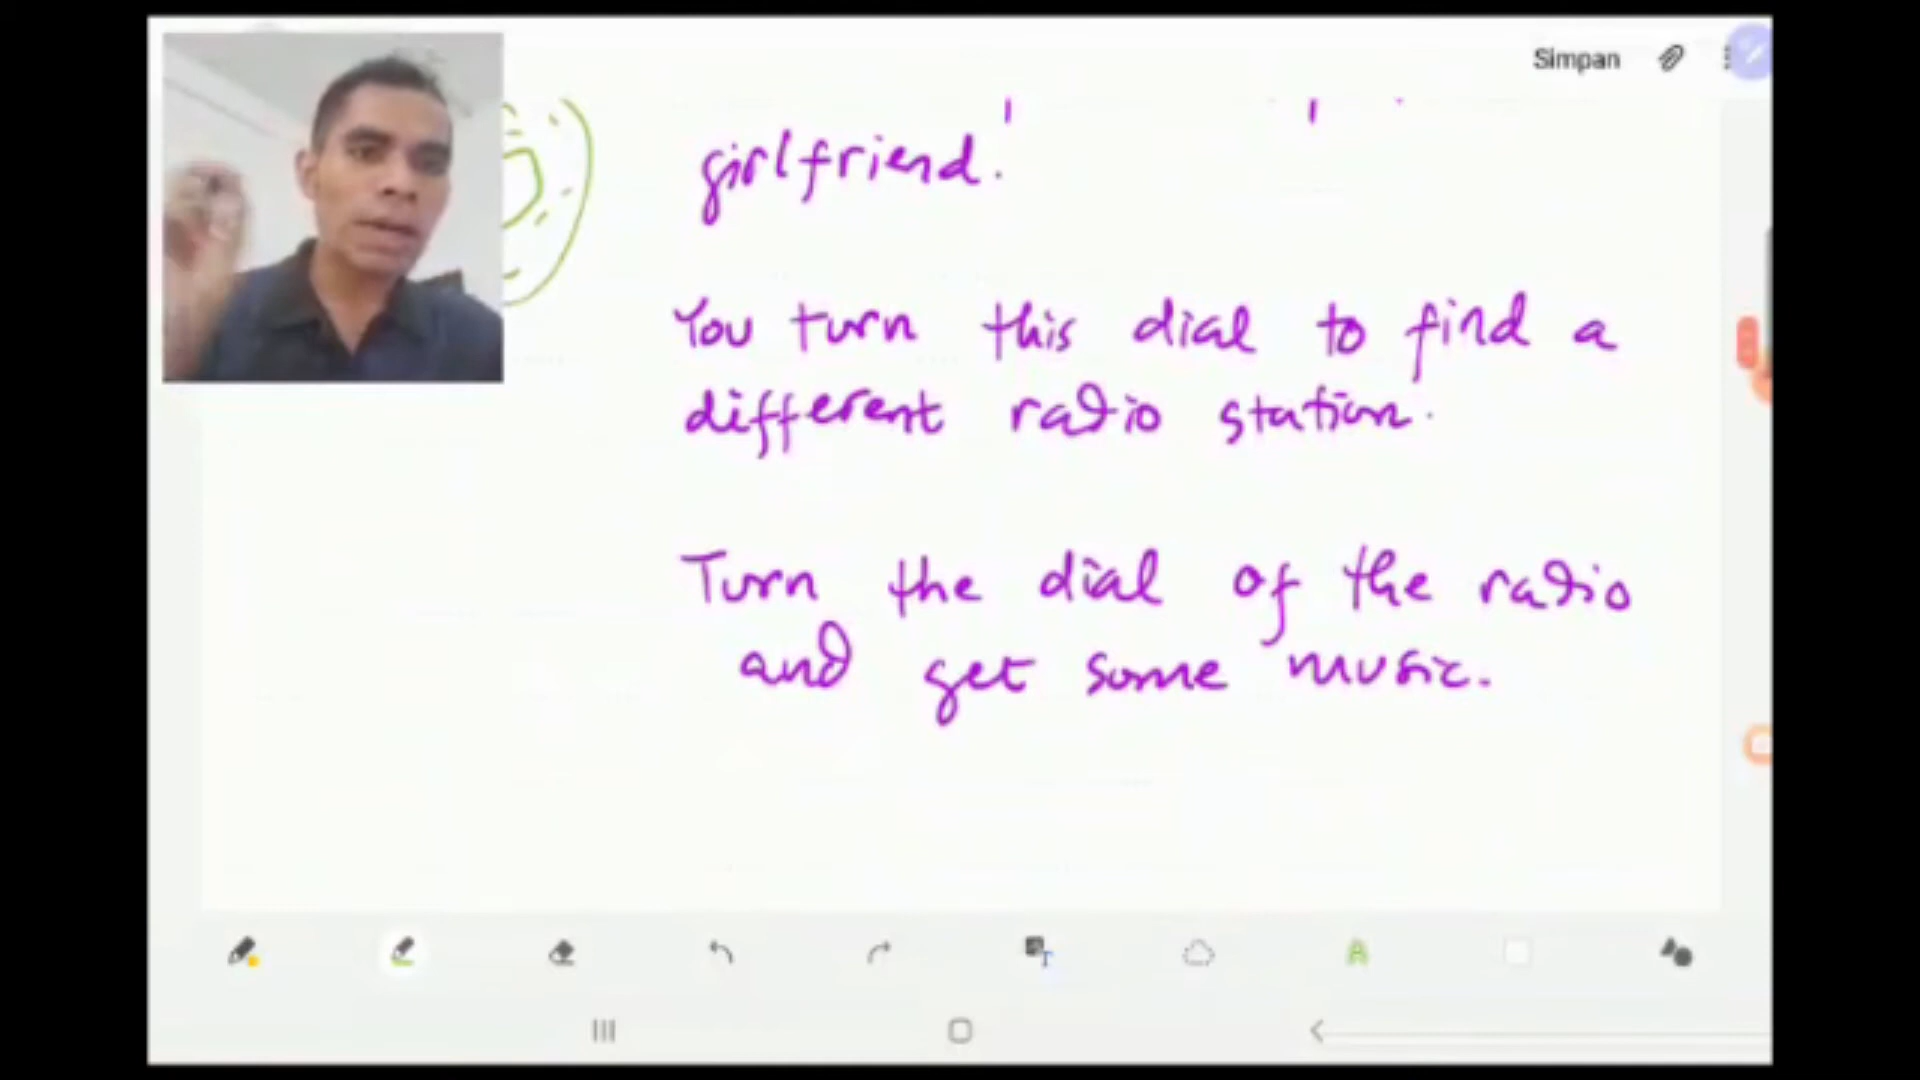 Simpan
girlfriend.
You turn this dial to find a
different radio station.
Turn the dial of the radio
and get some music.